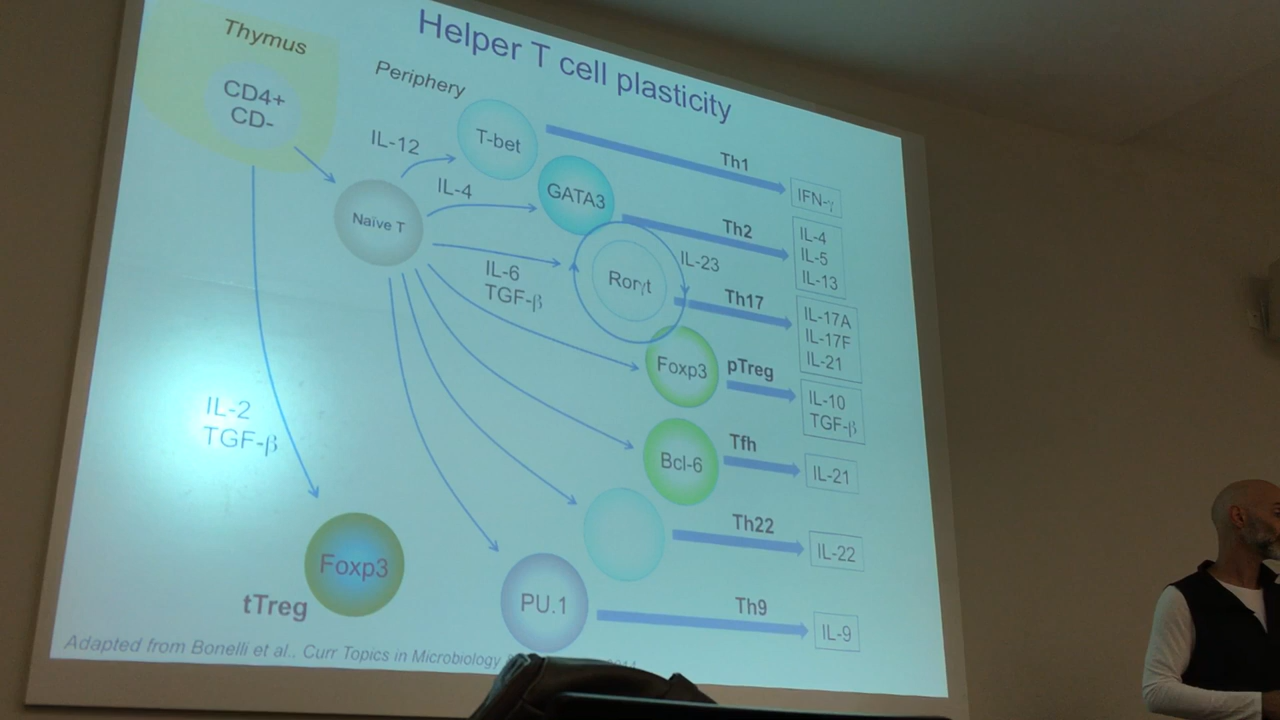 Helper T cell plasticity
Thymus
CD4+
CD-
Periphery
IL-12
T-bet
Th1
IFN-γ
Naïve T
IL-4
GATA3
Th2
IL-4
IL-5
IL-13
IL-6
TGF-β
Rorγt
IL-23
Th17
IL-17A
IL-17F
IL-21
Foxp3
pTreg
IL-10
TGF-β
IL-2
TGF-β
Bcl-6
Tfh
IL-21
Th22
IL-22
Foxp3
tTreg
PU.1
Th9
IL-9
Adapted from Bonelli et al., Curr Topics in Microbiology